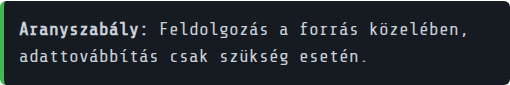 Aranyszabály: Feldolgozás a forrás közelében,
adattovábbítás csak szükség esetén.